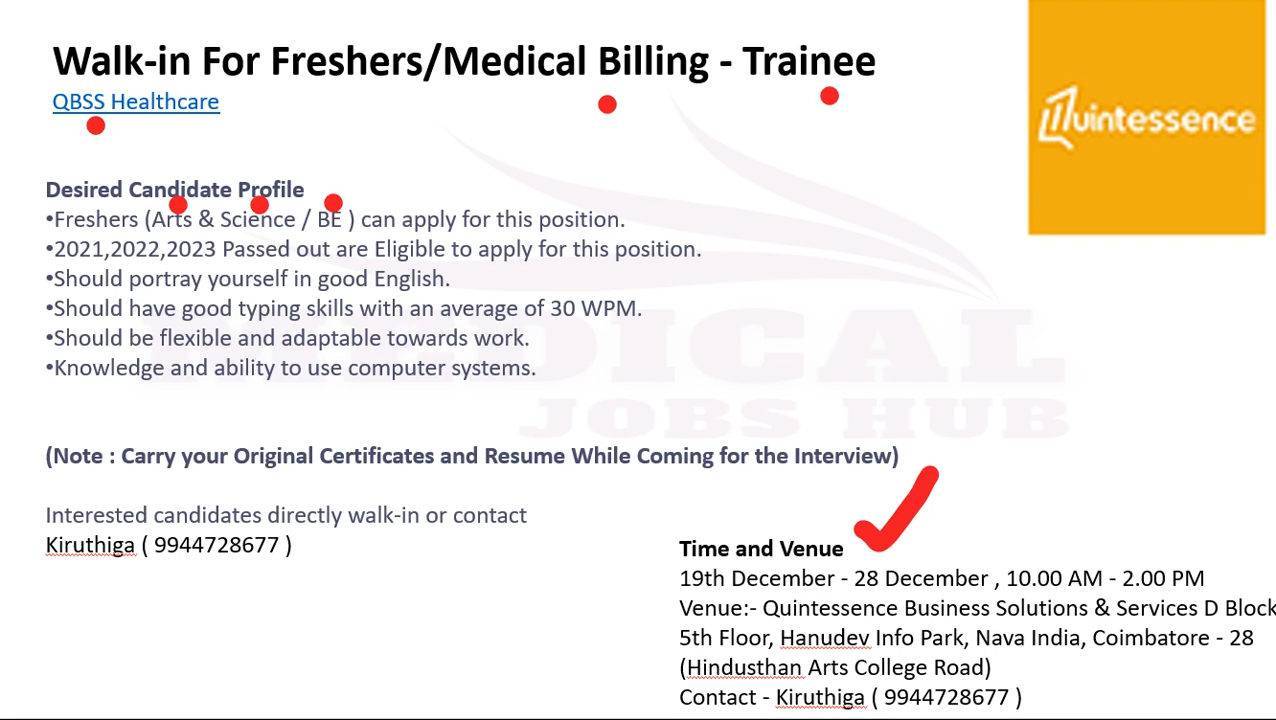 Walk-in For Freshers/Medical Billing - Trainee
QBSS Healthcare
Quintessence
Desired Candidate Profile
•Freshers (Arts & Science / BE ) can apply for this position.
•2021,2022,2023 Passed out are Eligible to apply for this position.
•Should portray yourself in good English.
•Should have good typing skills with an average of 30 WPM.
•Should be flexible and adaptable towards work.
•Knowledge and ability to use computer systems.
MEDICAL
JOBS HUB
(Note : Carry your Original Certificates and Resume While Coming for the Interview)
Interested candidates directly walk-in or contact
Kiruthiga ( 9944728677 )
Time and Venue
19th December - 28 December , 10.00 AM - 2.00 PM
Venue:- Quintessence Business Solutions & Services D Block
5th Floor, Hanudev Info Park, Nava India, Coimbatore - 28
(Hindusthan Arts College Road)
Contact - Kiruthiga ( 9944728677 )